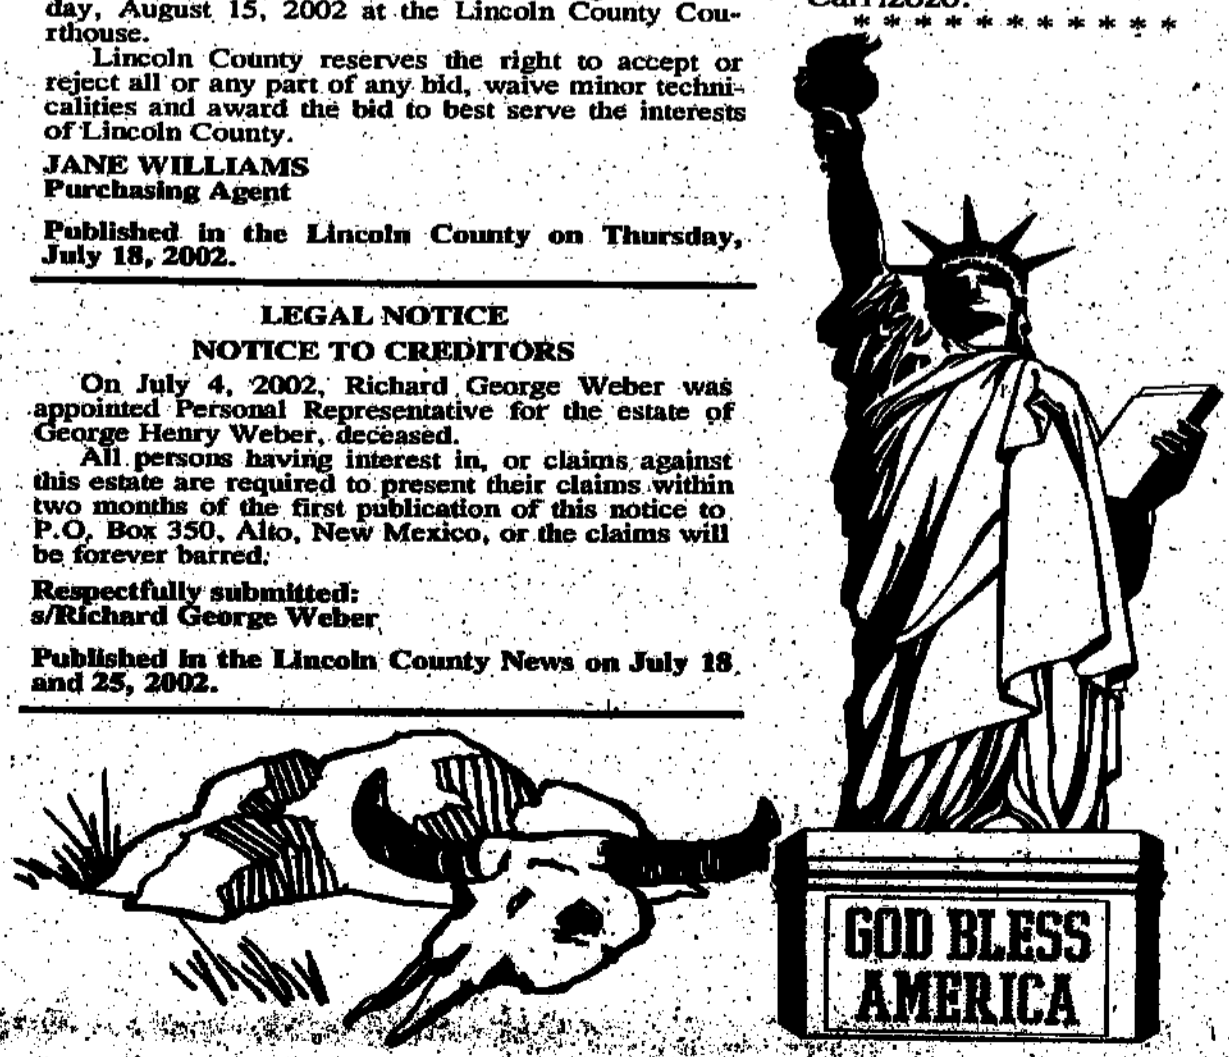 day, August 15, 2002 at the Lincoln County Cou-
rthouse.
Lincoln County reserves the right to accept or
reject all or any part of any bid, waive minor techni-
calities and award the bid to best serve the interests
of Lincoln County.
JANE WILLIAMS
Purchasing Agent
Published in the Lincoln County on Thursday,
July 18, 2002.
LEGAL NOTICE
NOTICE TO CREDITORS
On July 4, 2002, Richard George Weber was
appointed Personal Representative for the estate of
George Henry Weber, deceased.
All persons having interest in, or claims against
this estate are required to present their claims within
two months of the first publication of this notice to
P.O. Box 350, Alto, New Mexico, or the claims will
be forever barred.
Respectfully submitted:
s/Richard George Weber
Published in the Lincoln County News on July 18
and 25, 2002.
Carrizozo.
* * * * * * * * * * *
GOD BLESS
AMERICA